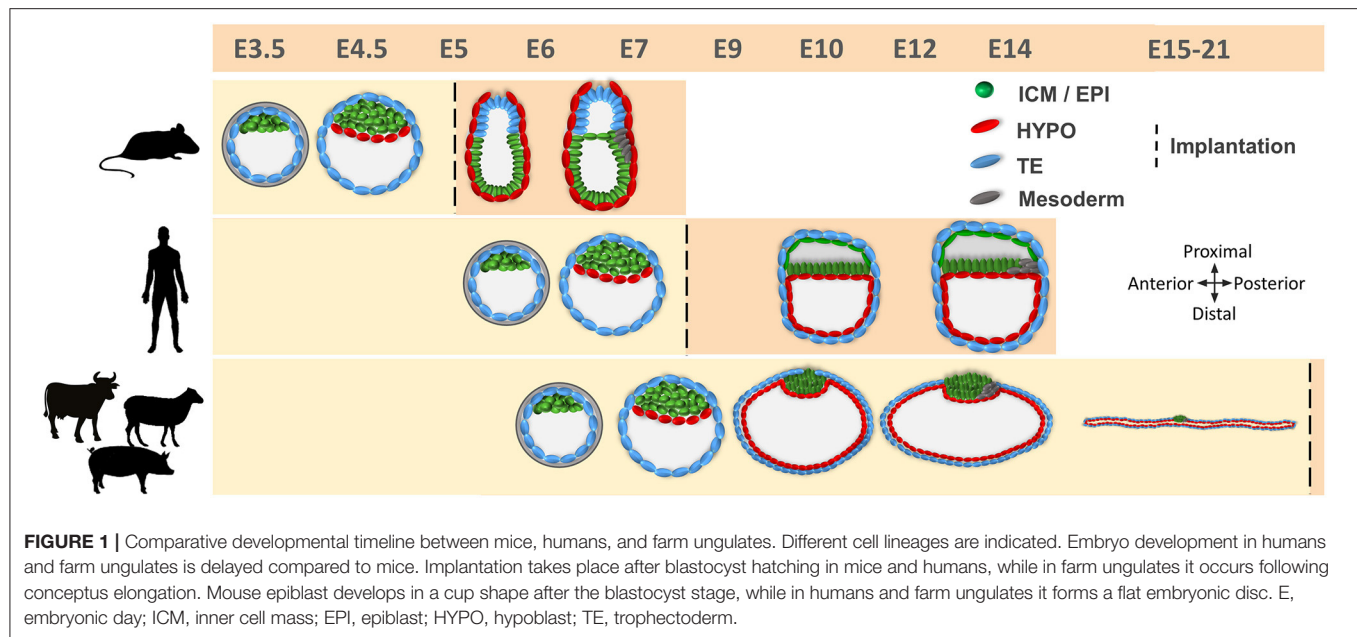 E3.5 E4.5 E5 E6 E7 E9 E10 E12 E14 E15-21
ICM / EPI
HYPO
TE
Mesoderm
Implantation
Proximal
Anterior Posterior
Distal
FIGURE 1 | Comparative developmental timeline between mice, humans, and farm ungulates. Different cell lineages are indicated. Embryo development in humans
and farm ungulates is delayed compared to mice. Implantation takes place after blastocyst hatching in mice and humans, while in farm ungulates it occurs following
conceptus elongation. Mouse epiblast develops in a cup shape after the blastocyst stage, while in humans and farm ungulates it forms a flat embryonic disc. E,
embryonic day; ICM, inner cell mass; EPI, epiblast; HYPO, hypoblast; TE, trophectoderm.